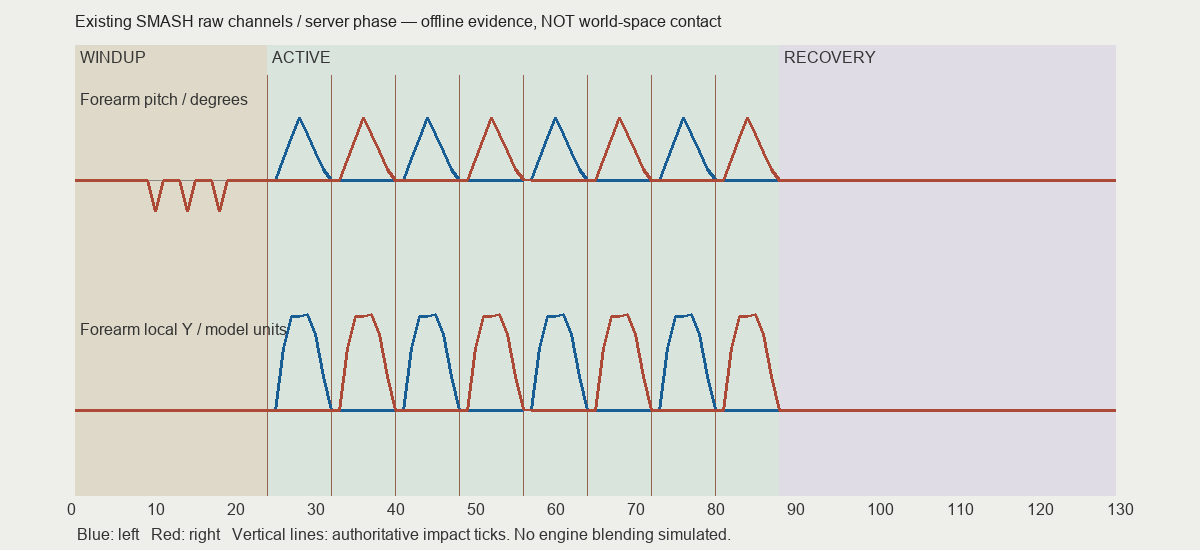 Existing SMASH raw channels / server phase — offline evidence, NOT world-space contact
WINDUP ACTIVE RECOVERY
Forearm pitch / degrees
Forearm local Y / model units
0 10 20 30 40 50 60 70 80 90 100 110 120 130
Blue: left Red: right Vertical lines: authoritative impact ticks. No engine blending simulated.